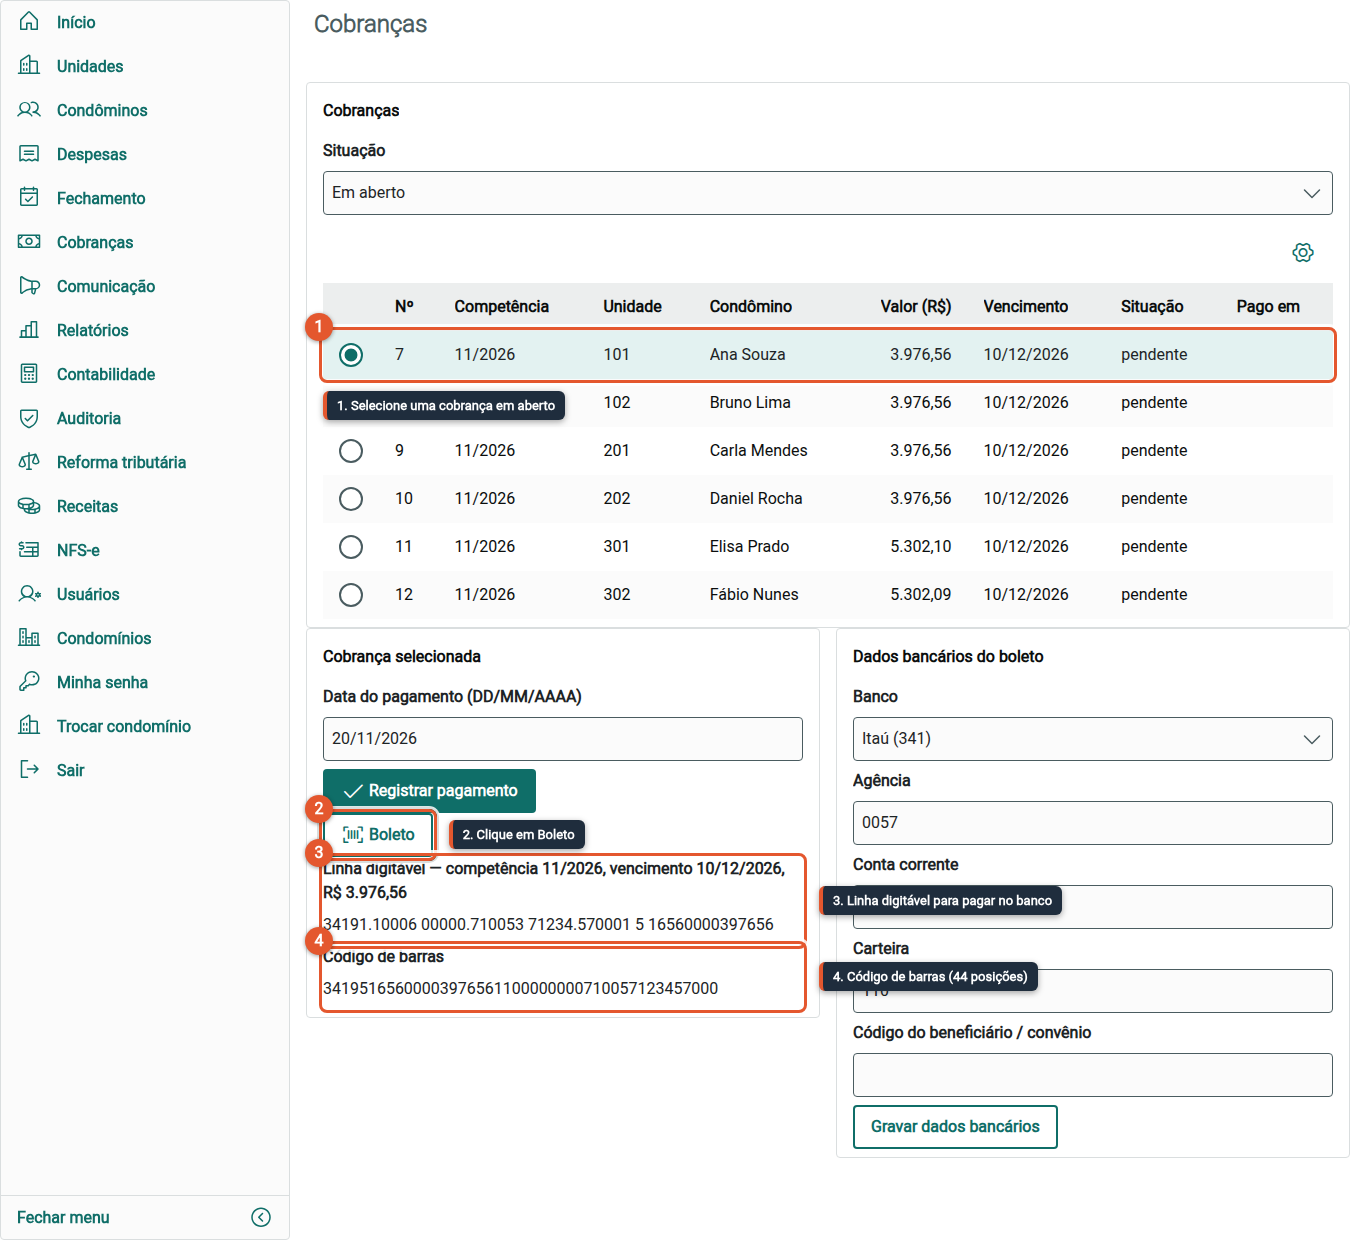 Início
Unidades
Condôminos
Despesas
Fechamento
Cobranças
Comunicação
Relatórios
Contabilidade
Auditoria
Reforma tributária
Receitas
NFS-e
Usuários
Condomínios
Minha senha
Trocar condomínio
Sair
Fechar menu
Cobranças
Cobranças
Situação
Em aberto
Nº Competência Unidade Condômino Valor (R$) Vencimento Situação Pago em
1
7 11/2026 101 Ana Souza 3.976,56 10/12/2026 pendente
1. Selecione uma cobrança em aberto
102 Bruno Lima 3.976,56 10/12/2026 pendente
9 11/2026 201 Carla Mendes 3.976,56 10/12/2026 pendente
10 11/2026 202 Daniel Rocha 3.976,56 10/12/2026 pendente
11 11/2026 301 Elisa Prado 5.302,10 10/12/2026 pendente
12 11/2026 302 Fábio Nunes 5.302,09 10/12/2026 pendente
Cobrança selecionada
Data do pagamento (DD/MM/AAAA)
20/11/2026
Registrar pagamento
2
Boleto
2. Clique em Boleto
3
Linha digitável — competência 11/2026, vencimento 10/12/2026,
R$ 3.976,56
34191.10006 00000.710053 71234.570001 5 16560000397656
4
Código de barras
34195165600003976561100000000710057123457000
Dados bancários do boleto
Banco
Itaú (341)
Agência
0057
Conta corrente
3. Linha digitável para pagar no banco
Carteira
4. Código de barras (44 posições)
110
Código do beneficiário / convênio
Gravar dados bancários